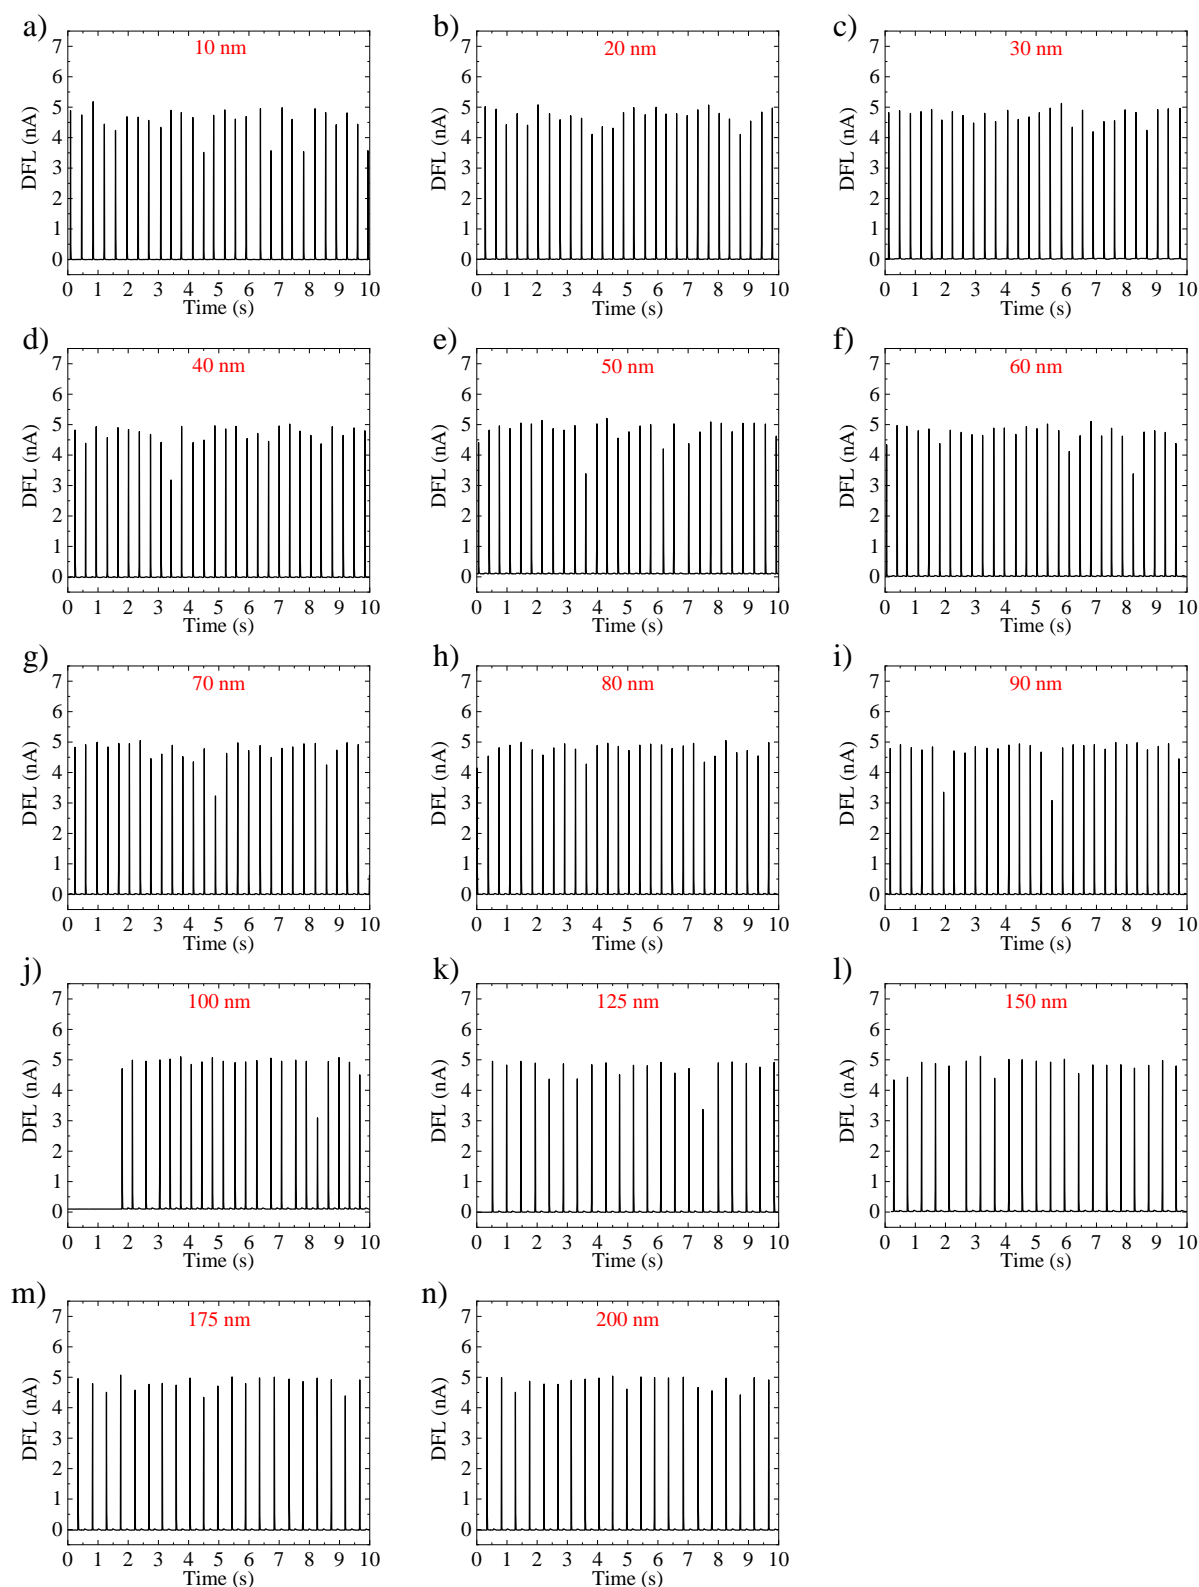 a) b) c)
10 nm 20 nm 30 nm
DFL (nA) DFL (nA) DFL (nA)
7 6 5 4 3 2 1 0 7 6 5 4 3 2 1 0 7 6 5 4 3 2 1 0
0 1 2 3 4 5 6 7 8 9 10 0 1 2 3 4 5 6 7 8 9 10 0 1 2 3 4 5 6 7 8 9 10
Time (s) Time (s) Time (s)
d) e) f)
40 nm 50 nm 60 nm
DFL (nA) DFL (nA) DFL (nA)
7 6 5 4 3 2 1 0 7 6 5 4 3 2 1 0 7 6 5 4 3 2 1 0
0 1 2 3 4 5 6 7 8 9 10 0 1 2 3 4 5 6 7 8 9 10 0 1 2 3 4 5 6 7 8 9 10
Time (s) Time (s) Time (s)
g) h) i)
70 nm 80 nm 90 nm
DFL (nA) DFL (nA) DFL (nA)
7 6 5 4 3 2 1 0 7 6 5 4 3 2 1 0 7 6 5 4 3 2 1 0
0 1 2 3 4 5 6 7 8 9 10 0 1 2 3 4 5 6 7 8 9 10 0 1 2 3 4 5 6 7 8 9 10
Time (s) Time (s) Time (s)
j) k) l)
100 nm 125 nm 150 nm
DFL (nA) DFL (nA) DFL (nA)
7 6 5 4 3 2 1 0 7 6 5 4 3 2 1 0 7 6 5 4 3 2 1 0
0 1 2 3 4 5 6 7 8 9 10 0 1 2 3 4 5 6 7 8 9 10 0 1 2 3 4 5 6 7 8 9 10
Time (s) Time (s) Time (s)
m) n)
175 nm 200 nm
DFL (nA) DFL (nA)
7 6 5 4 3 2 1 0 7 6 5 4 3 2 1 0
0 1 2 3 4 5 6 7 8 9 10 0 1 2 3 4 5 6 7 8 9 10
Time (s) Time (s)